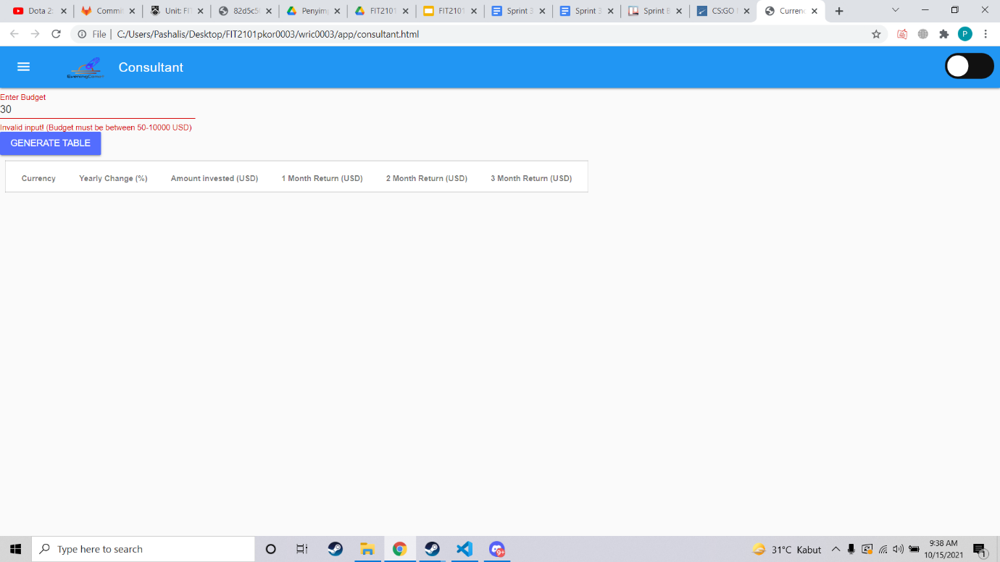 Dota 2:
Commi
Unit: FI
82d5c5
Penyim
FIT2101
FIT2101
Sprint 3
Sprint 3
Sprint B
CS:GO
Curren
File | C:/Users/Pashalis/Desktop/FIT2101pkor0003/wric0003/app/consultant.html
P
Consultant
Enter Budget
30
Invalid input! (Budget must be between 50-10000 USD)
GENERATE TABLE
Currency Yearly Change (%) Amount invested (USD) 1 Month Return (USD) 2 Month Return (USD) 3 Month Return (USD)
Type here to search
9+
31°C Kabut
9:38 AM
10/15/2021
1